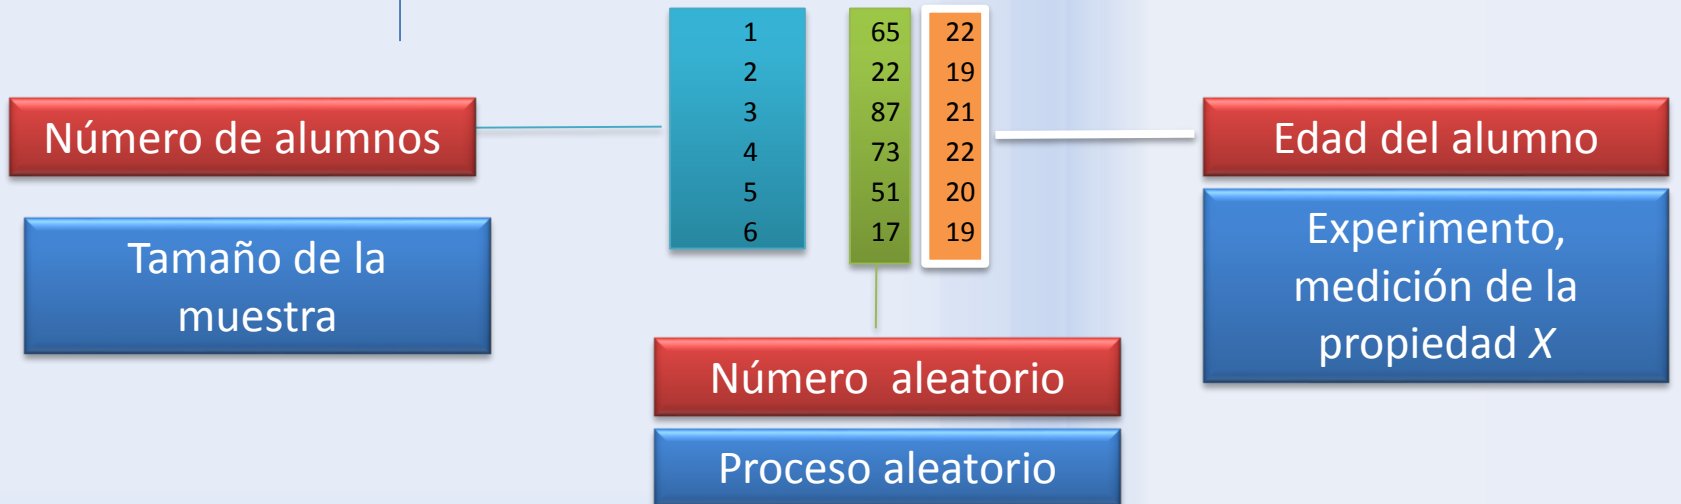 1 65 22
2 22 19
3 87 21
4 73 22
5 51 20
6 17 19
Número de alumnos
Tamaño de la
muestra
Número aleatorio
Proceso aleatorio
Edad del alumno
Experimento,
medición de la
propiedad X